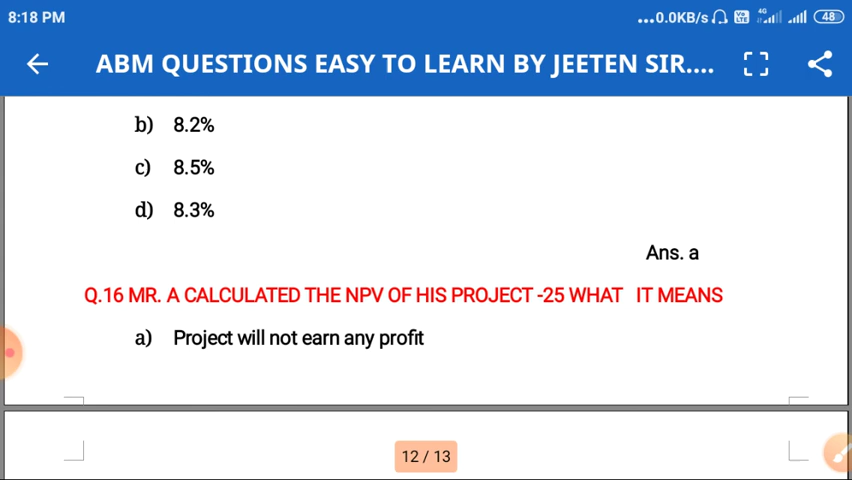 8:18 PM
...0.0KB/s Vo LTE 4G 48
ABM QUESTIONS EASY TO LEARN BY JEETEN SIR....
b) 8.2%
c) 8.5%
d) 8.3%
Ans. a
Q.16 MR. A CALCULATED THE NPV OF HIS PROJECT -25 WHAT IT MEANS
a) Project will not earn any profit
12 / 13